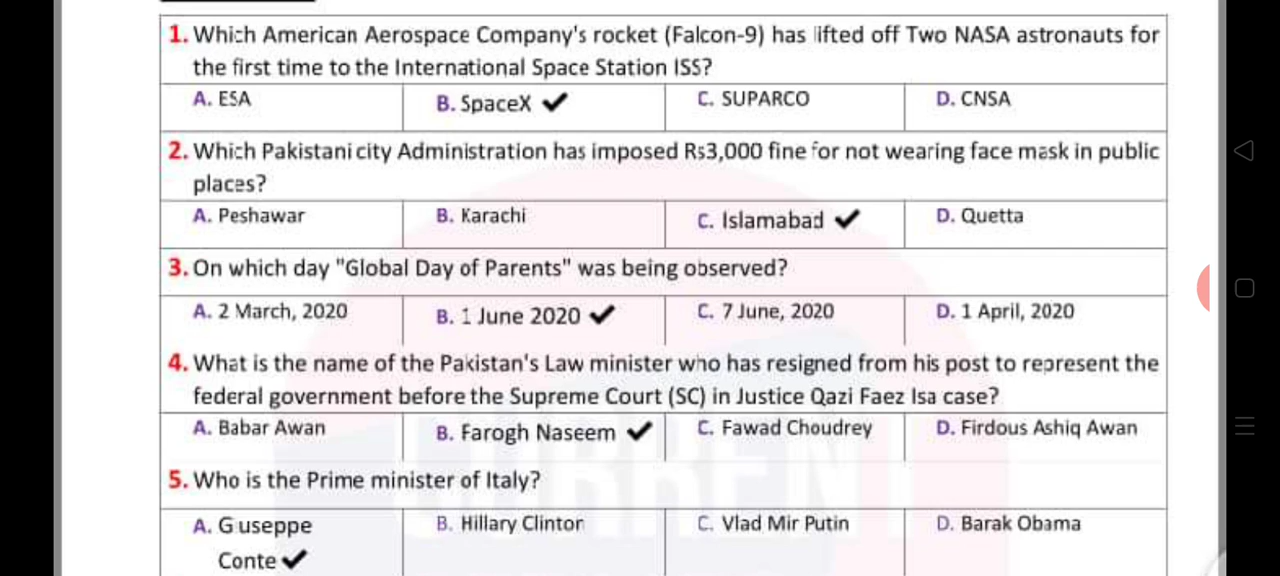 1. Which American Aerospace Company's rocket (Falcon-9) has lifted off Two NASA astronauts for
the first time to the International Space Station ISS?
A. ESA B. SpaceX ✔ C. SUPARCO D. CNSA
2. Which Pakistani city Administration has imposed Rs3,000 fine for not wearing face mask in public
places?
A. Peshawar B. Karachi C. Islamabad ✔ D. Quetta
3. On which day "Global Day of Parents" was being observed?
A. 2 March, 2020 B. 1 June 2020 ✔ C. 7 June, 2020 D. 1 April, 2020
4. What is the name of the Pakistan's Law minister who has resigned from his post to represent the
federal government before the Supreme Court (SC) in Justice Qazi Faez Isa case?
A. Babar Awan B. Farogh Naseem ✔ C. Fawad Choudrey D. Firdous Ashiq Awan
5. Who is the Prime minister of Italy?
A. Giuseppe B. Hillary Clinton C. Vlad Mir Putin D. Barak Obama
Conte ✔
CURRENT